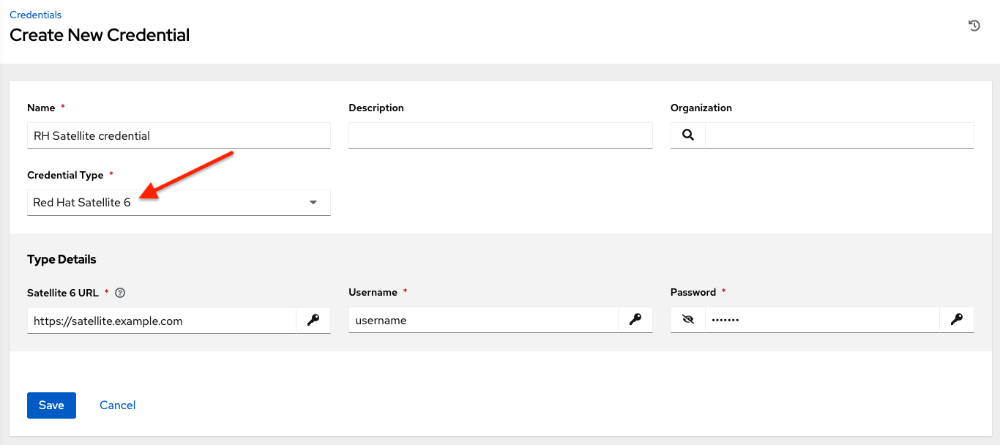 Credentials
Create New Credential
Name *
Description
Organization
RH Satellite credential
Credential Type *
Red Hat Satellite 6
Type Details
Satellite 6 URL * ?
Username *
Password *
https://satellite.example.com
username
•••••••
Save
Cancel